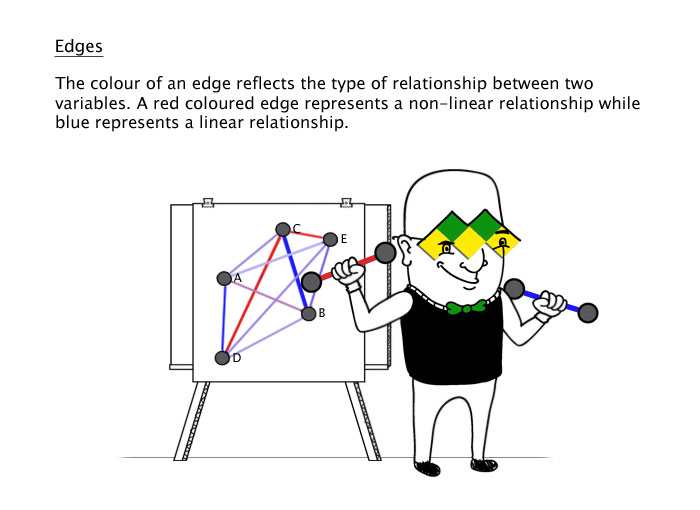 Edges
The colour of an edge reflects the type of relationship between two
variables. A red coloured edge represents a non-linear relationship while
blue represents a linear relationship.
C
E
A
B
D